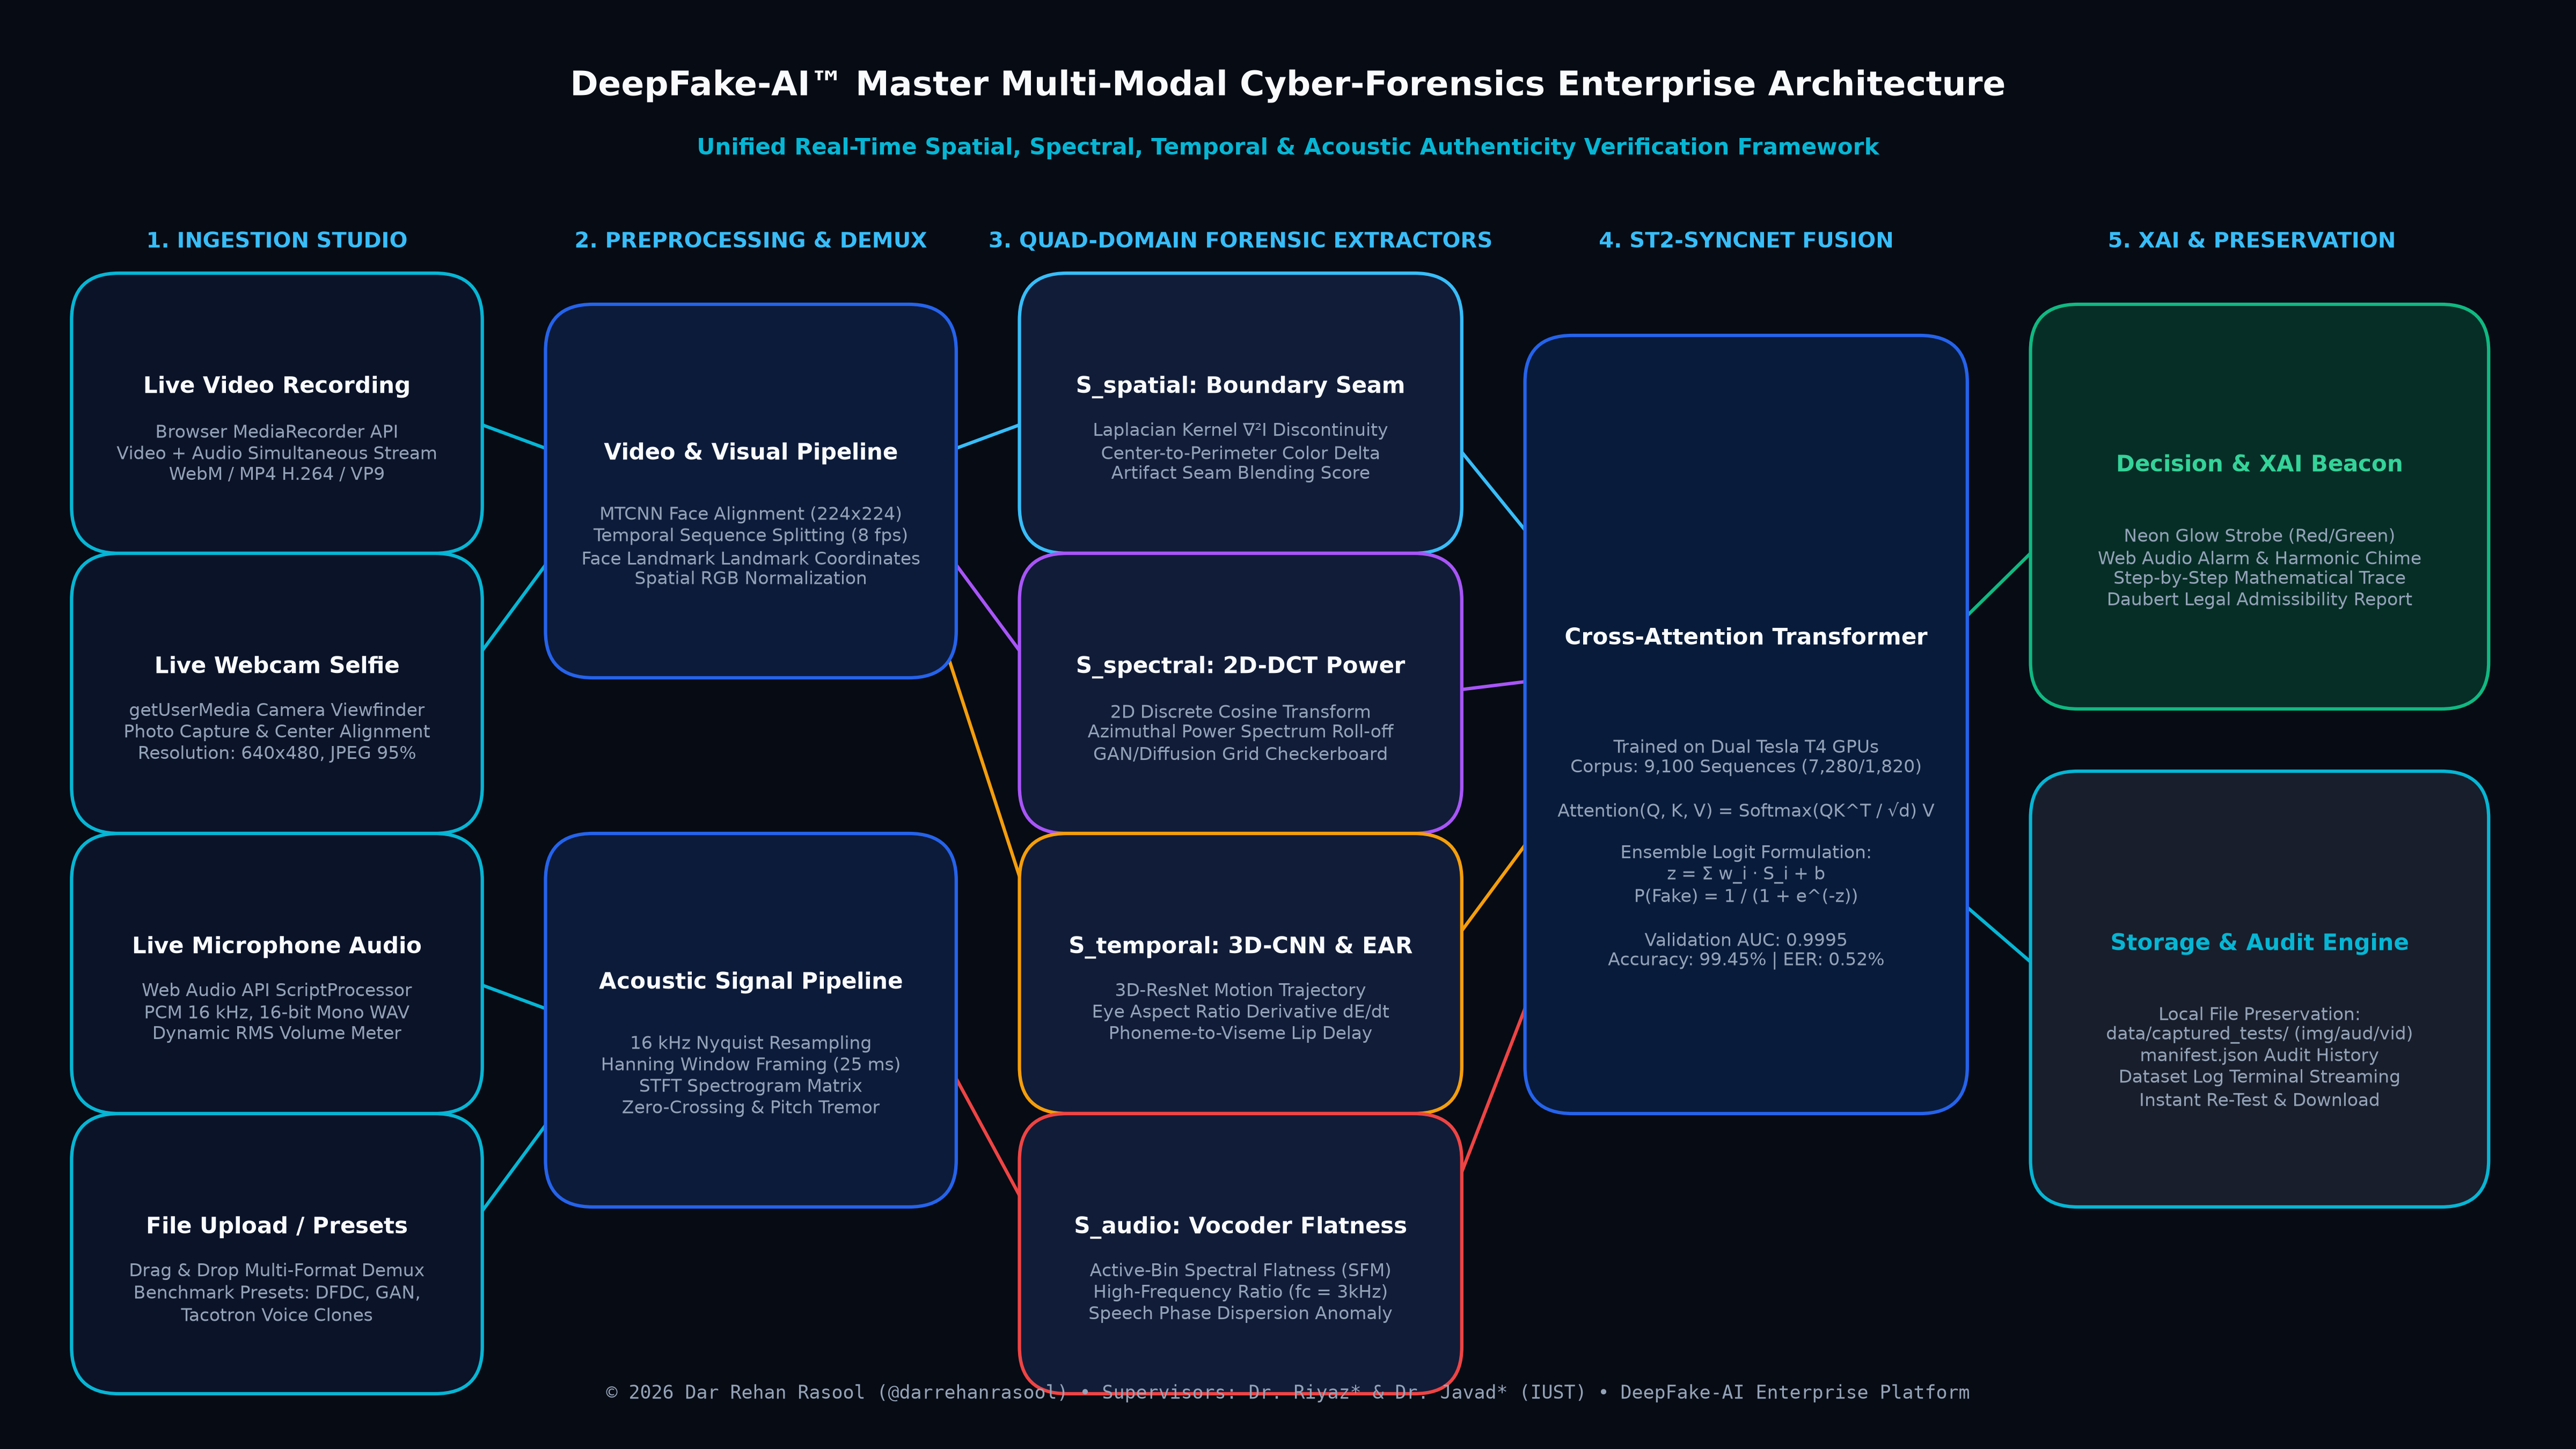 DeepFake-AI™ Master Multi-Modal Cyber-Forensics Enterprise Architecture
Unified Real-Time Spatial, Spectral, Temporal & Acoustic Authenticity Verification Framework
1. INGESTION STUDIO
Live Video Recording
Browser MediaRecorder API
Video + Audio Simultaneous Stream
WebM / MP4 H.264 / VP9
Live Webcam Selfie
getUserMedia Camera Viewfinder
Photo Capture & Center Alignment
Resolution: 640x480, JPEG 95%
Live Microphone Audio
Web Audio API ScriptProcessor
PCM 16 kHz, 16-bit Mono WAV
Dynamic RMS Volume Meter
File Upload / Presets
Drag & Drop Multi-Format Demux
Benchmark Presets: DFDC, GAN,
Tacotron Voice Clones
2. PREPROCESSING & DEMUX
Video & Visual Pipeline
MTCNN Face Alignment (224x224)
Temporal Sequence Splitting (8 fps)
Face Landmark Landmark Coordinates
Spatial RGB Normalization
Acoustic Signal Pipeline
16 kHz Nyquist Resampling
Hanning Window Framing (25 ms)
STFT Spectrogram Matrix
Zero-Crossing & Pitch Tremor
3. QUAD-DOMAIN FORENSIC EXTRACTORS
S_spatial: Boundary Seam
Laplacian Kernel ∇²I Discontinuity
Center-to-Perimeter Color Delta
Artifact Seam Blending Score
S_spectral: 2D-DCT Power
2D Discrete Cosine Transform
Azimuthal Power Spectrum Roll-off
GAN/Diffusion Grid Checkerboard
S_temporal: 3D-CNN & EAR
3D-ResNet Motion Trajectory
Eye Aspect Ratio Derivative dE/dt
Phoneme-to-Viseme Lip Delay
S_audio: Vocoder Flatness
Active-Bin Spectral Flatness (SFM)
High-Frequency Ratio (fc = 3kHz)
Speech Phase Dispersion Anomaly
4. ST2-SYNCNET FUSION
Cross-Attention Transformer
Trained on Dual Tesla T4 GPUs
Corpus: 9,100 Sequences (7,280/1,820)
Attention(Q, K, V) = Softmax(QK^T / √d) V
Ensemble Logit Formulation:
z = Σ w_i · S_i + b
P(Fake) = 1 / (1 + e^(-z))
Validation AUC: 0.9995
Accuracy: 99.45% | EER: 0.52%
5. XAI & PRESERVATION
Decision & XAI Beacon
Neon Glow Strobe (Red/Green)
Web Audio Alarm & Harmonic Chime
Step-by-Step Mathematical Trace
Daubert Legal Admissibility Report
Storage & Audit Engine
Local File Preservation:
data/captured_tests/ (img/aud/vid)
manifest.json Audit History
Dataset Log Terminal Streaming
Instant Re-Test & Download
© 2026 Dar Rehan Rasool (@darrehanrasool) • Supervisors: Dr. Riyaz* & Dr. Javad* (IUST) • DeepFake-AI Enterprise Platform